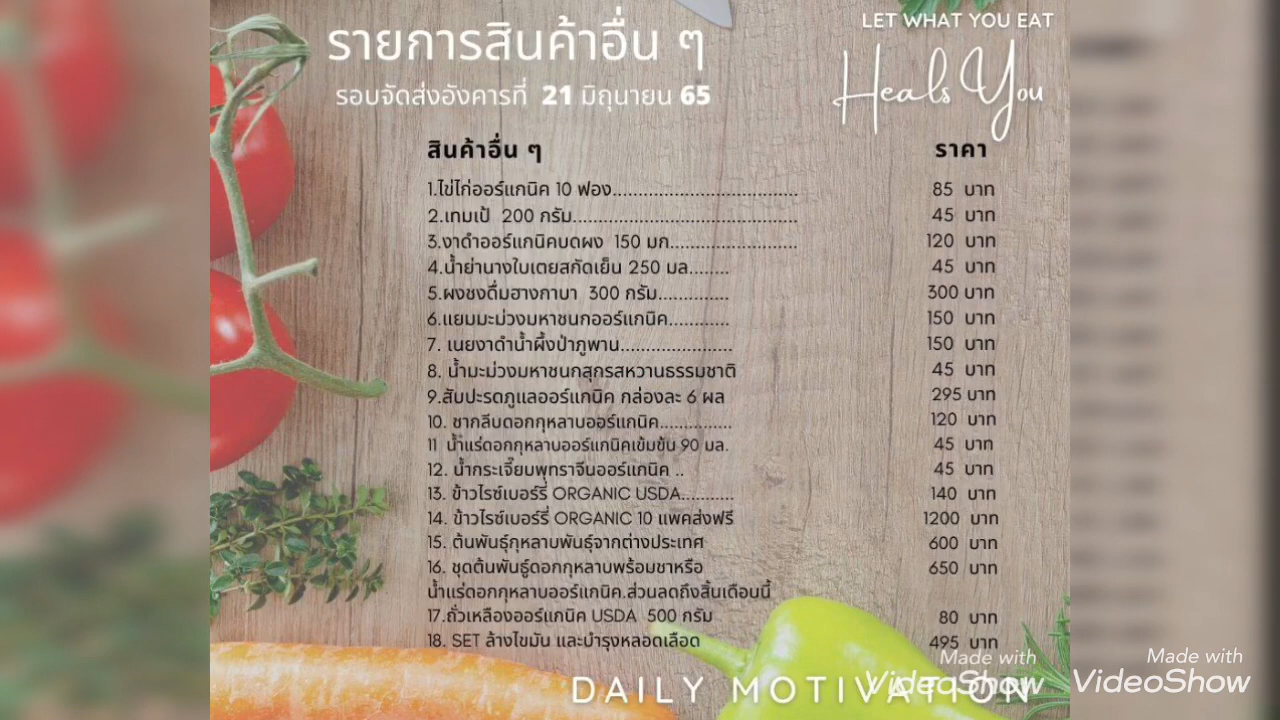 LET WHAT YOU EAT
Heals You
รายการสินค้าอื่น ๆ
รอบจัดส่งอังคารที่ 21 มิถุนายน 65
สินค้าอื่น ๆ ราคา
1.ไข่ไก่ออร์แกนิค 10 ฟอง.................................... 85 บาท
2.เทมเป้ 200 กรัม............................................ 45 บาท
3.งาดำออร์แกนิคบดผง 150 มก......................... 120 บาท
4.น้ำย่านางใบเตยสกัดเย็น 250 มล........ 45 บาท
5.ผงชงดื่มฮางกาบา 300 กรัม.............. 300 บาท
6.แยมมะม่วงมหาชนกออร์แกนิค............ 150 บาท
7. เนยงาดำน้ำผึ้งป่าภูพาน...................... 150 บาท
8. น้ำมะม่วงมหาชนกสุกรสหวานธรรมชาติ 45 บาท
9.สับปะรดภูแลออร์แกนิค กล่องละ 6 ผล 295 บาท
10. ชากลีบดอกกุหลาบออร์แกนิค.............. 120 บาท
11 น้ำแร่ดอกกุหลาบออร์แกนิคเข้มข้น 90 มล. 45 บาท
12. น้ำกระเจี๊ยบพุทราจีนออร์แกนิค .. 45 บาท
13. ข้าวไรซ์เบอร์รี่ ORGANIC USDA........... 140 บาท
14. ข้าวไรซ์เบอร์รี่ ORGANIC 10 แพคส่งฟรี 1200 บาท
15. ต้นพันธุ์กุหลาบพันธุ์จากต่างประเทศ 600 บาท
16. ชุดต้นพันธู์ดอกกุหลาบพร้อมชาหรือ 650 บาท
น้ำแร่ดอกกุหลาบออร์แกนิค.ส่วนลดถึงสิ้นเดือนนี้
17.ถั่วเหลืองออร์แกนิค USDA 500 กรัม 80 บาท
18. SET ล้างไขมัน และบำรุงหลอดเลือด 495 บาท
DAILY MOTIVATION
Made with
VideoShow
Made with
VideoShow